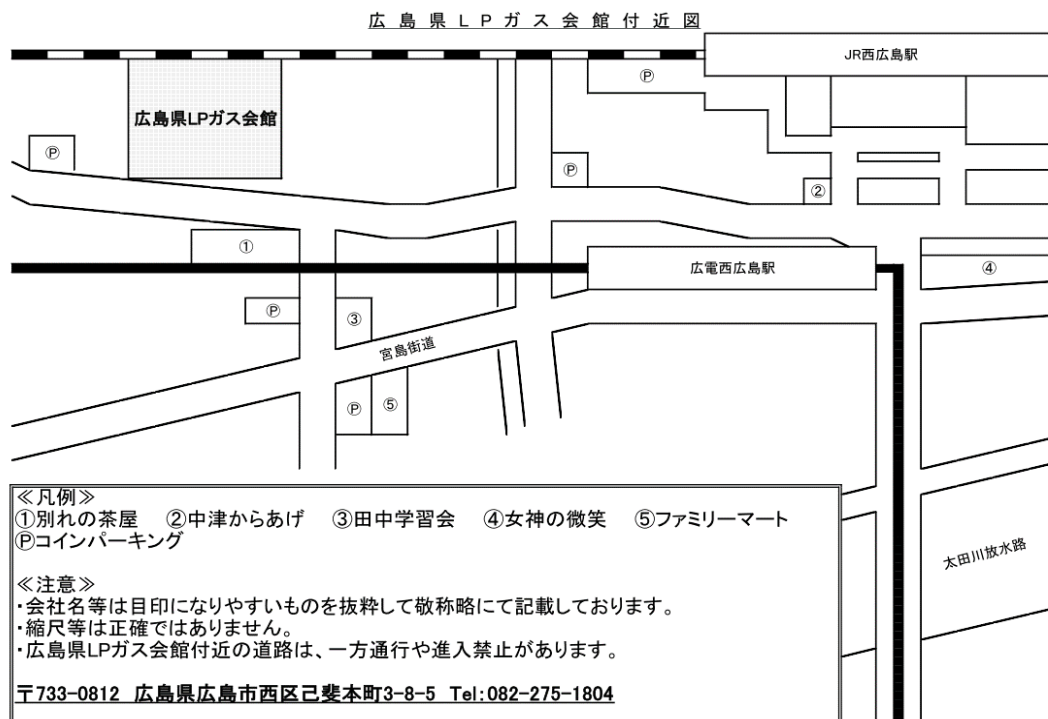 広島県LPガス会館付近図
JR西広島駅
Ⓟ
広島県LPガス会館
Ⓟ
Ⓟ
②
①
広電西広島駅
④
Ⓟ
③
宮島街道
Ⓟ
⑤
≪凡例≫
①別れの茶屋 ②中津からあげ ③田中学習会 ④女神の微笑 ⑤ファミリーマート
Ⓟコインパーキング
太田川放水路
≪注意≫
・会社名等は目印になりやすいものを抜粋して敬称略にて記載しております。
・縮尺等は正確ではありません。
・広島県LPガス会館付近の道路は、一方通行や進入禁止があります。
〒733-0812 広島県広島市西区己斐本町3-8-5 Tel:082-275-1804